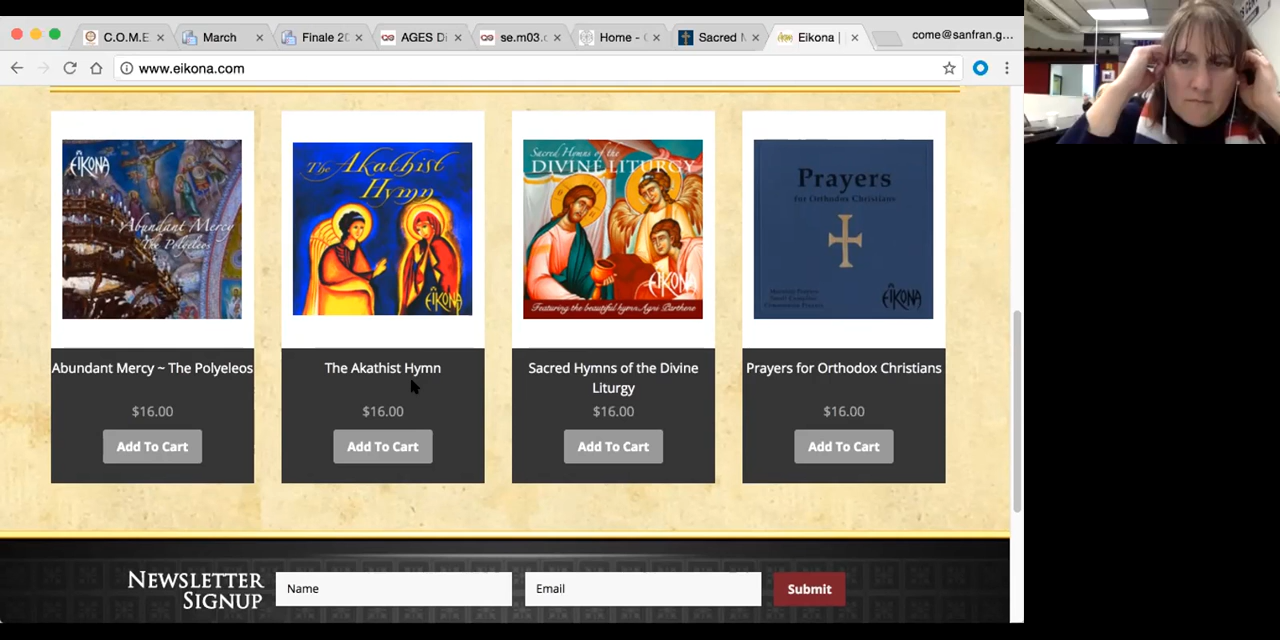 C.O.M.E
March
Finale 20
AGES Di
se.m03.c
Home - C
Sacred M
Eikona |
come@sanfran.g...
www.eikona.com
EIKONA
Abundant Mercy
The Polyeleos
The Akathist
Hymn
EIKONA
Sacred Hymns of the
DIVINE LITURGY
EIKONA
Featuring the beautiful hymn Agni Parthene
Prayers
for Orthodox Christians
EIKONA
Abundant Mercy ~ The Polyeleos
$16.00
Add To Cart
The Akathist Hymn
$16.00
Add To Cart
Sacred Hymns of the Divine
Liturgy
$16.00
Add To Cart
Prayers for Orthodox Christians
$16.00
Add To Cart
NEWSLETTER
SIGNUP
Name
Email
Submit